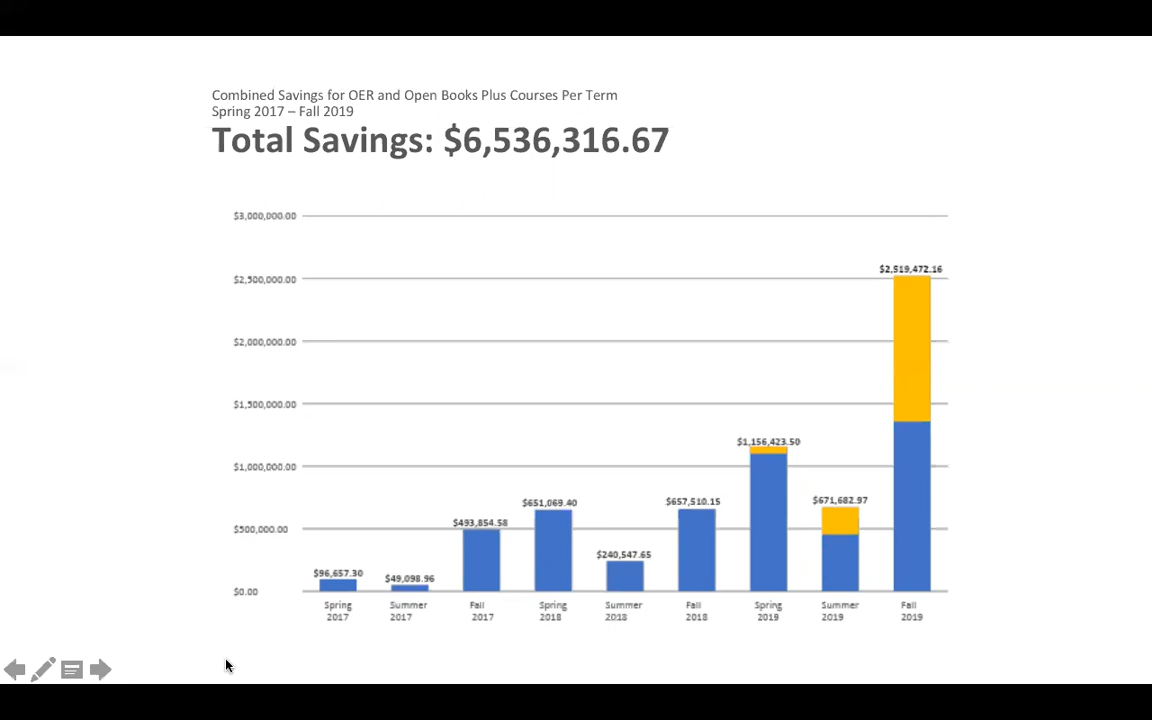 Combined Savings for OER and Open Books Plus Courses Per Term
Spring 2017 – Fall 2019
Total Savings: $6,536,316.67
$3,000,000.00
$2,519,472.16
$2,500,000.00
$2,000,000.00
$1,500,000.00
$1,156,423.50
$1,000,000.00
$651,069.40
$657,510.15
$671,682.97
$493,854.58
$500,000.00
$240,547.65
$96,657.30
$49,098.96
$0.00
Spring 2017
Summer 2017
Fall 2017
Spring 2018
Summer 2018
Fall 2018
Spring 2019
Summer 2019
Fall 2019